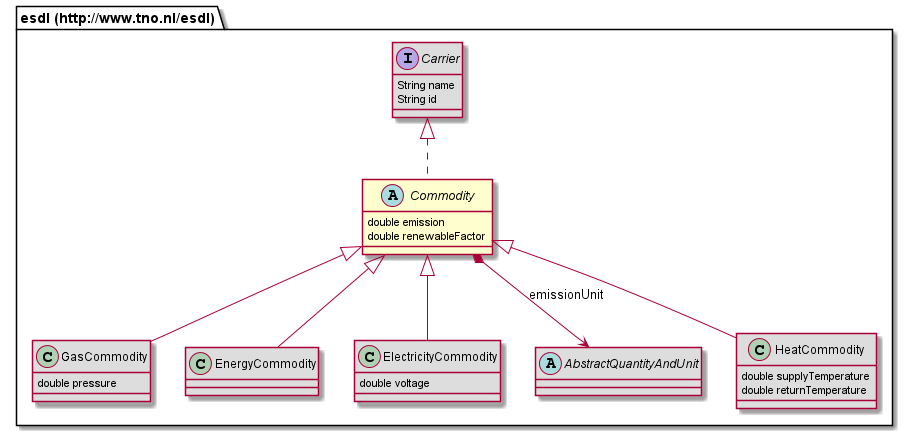 esdl (http://www.tno.nl/esdl)
I Carrier
String name
String id
A Commodity
double emission
double renewableFactor
emissionUnit
C GasCommodity
double pressure
C EnergyCommodity
C ElectricityCommodity
double voltage
A AbstractQuantityAndUnit
C HeatCommodity
double supplyTemperature
double returnTemperature